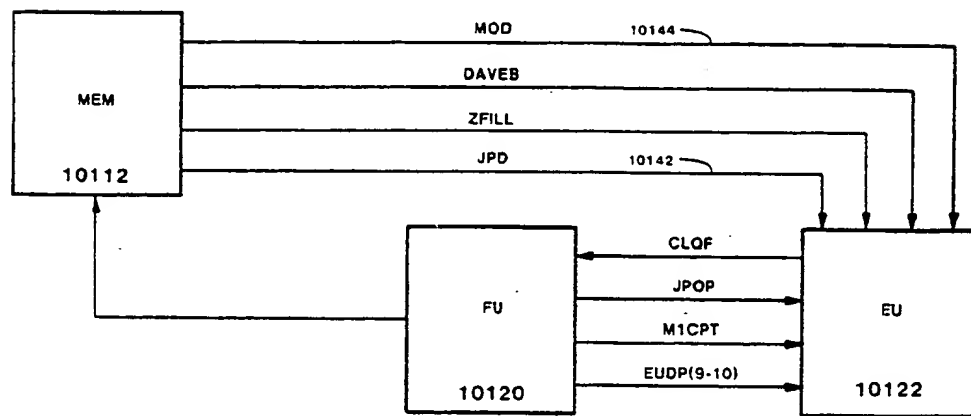 MOD
10144
DAVEB
MEM
ZFILL
JPD
10142
10112
CLQF
JPOP
FU
EU
M1CPT
EUDP(9-10)
10120
10122